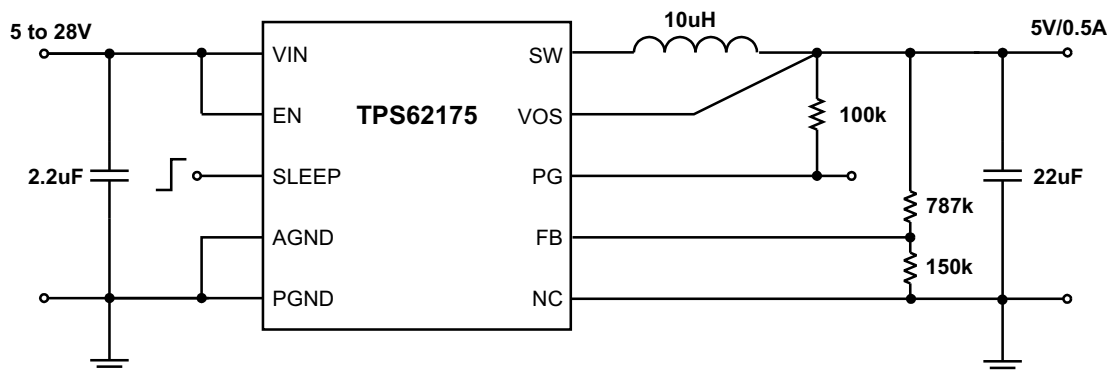 5 to 28V
10uH
5V/0.5A
VIN
SW
EN
TPS62175
VOS
100k
2.2uF
SLEEP
PG
22uF
787k
AGND
FB
150k
PGND
NC